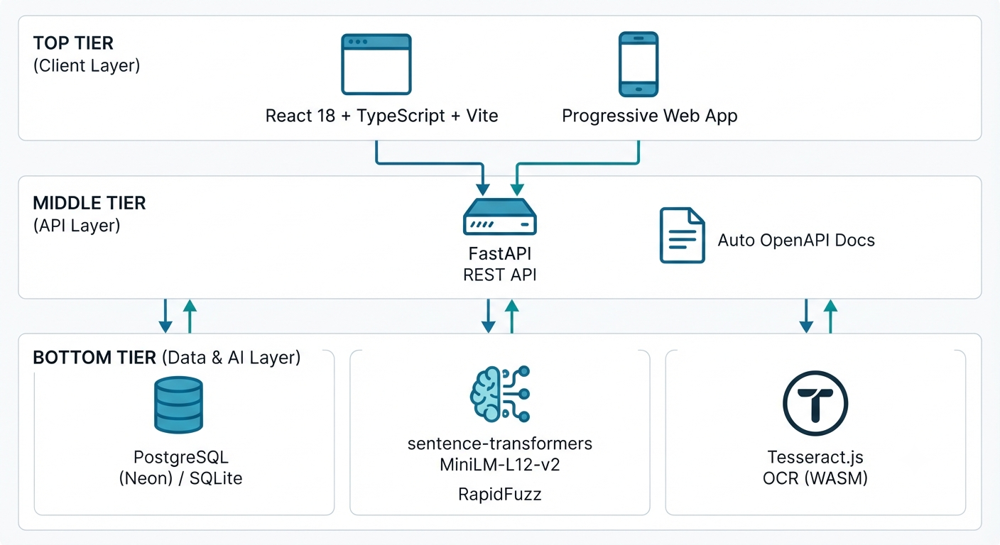 TOP TIER
(Client Layer)
React 18 + TypeScript + Vite
Progressive Web App
MIDDLE TIER
(API Layer)
FastAPI
REST API
Auto OpenAPI Docs
BOTTOM TIER (Data & AI Layer)
PostgreSQL
(Neon) / SQLite
sentence-transformers
MiniLM-L12-v2
RapidFuzz
T
Tesseract.js
OCR (WASM)